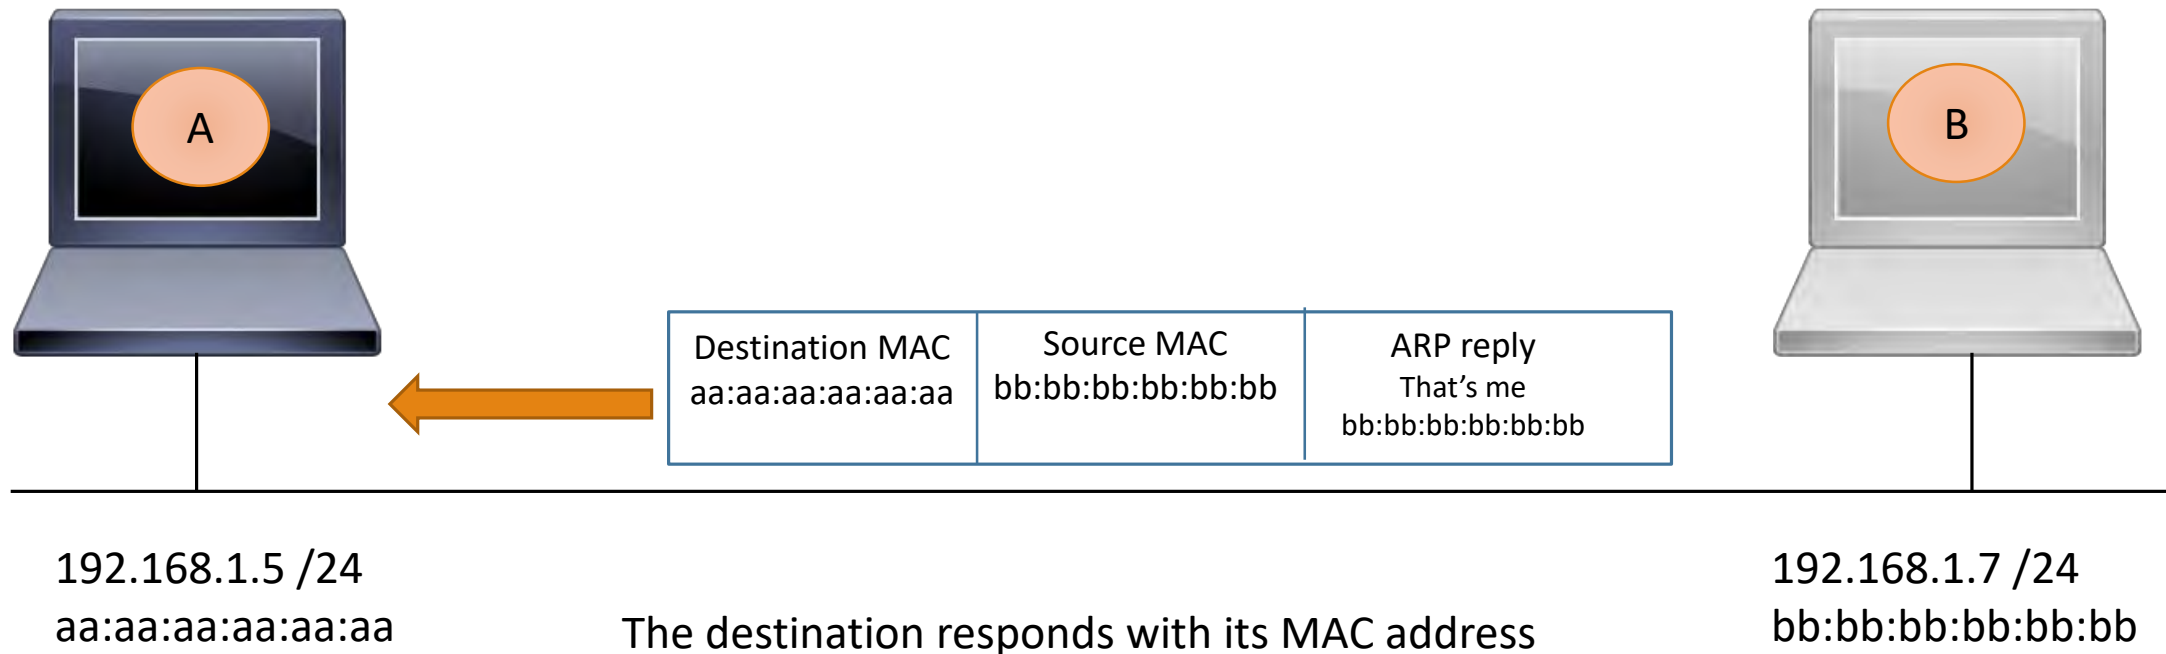 A
B
Destination MAC
aa:aa:aa:aa:aa:aa
Source MAC
bb:bb:bb:bb:bb:bb
ARP reply
That’s me
bb:bb:bb:bb:bb:bb
192.168.1.5 /24
aa:aa:aa:aa:aa:aa
The destination responds with its MAC address
192.168.1.7 /24
bb:bb:bb:bb:bb:bb